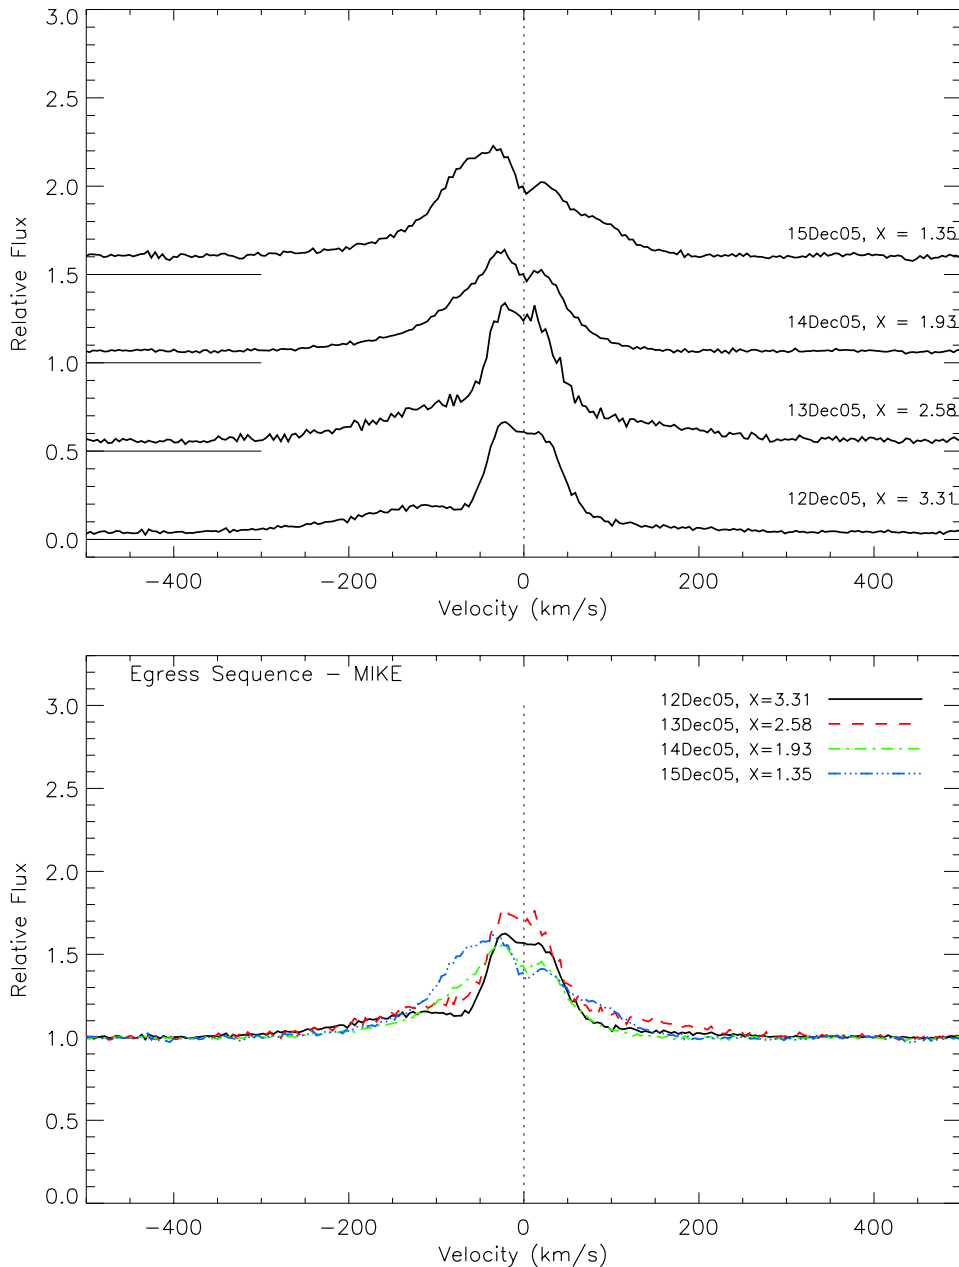 3.0
2.5
2.0
1.5
1.0
0.5
0.0
Relative Flux
15Dec05, X = 1.35
14Dec05, X = 1.93
13Dec05, X = 2.58
12Dec05, X = 3.31
−400
−200
0
200
400
Velocity (km/s)
Egress Sequence − MIKE
12Dec05, X=3.31
13Dec05, X=2.58
14Dec05, X=1.93
15Dec05, X=1.35
3.0
2.5
2.0
1.5
1.0
0.5
0.0
Relative Flux
−400
−200
0
200
400
Velocity (km/s)